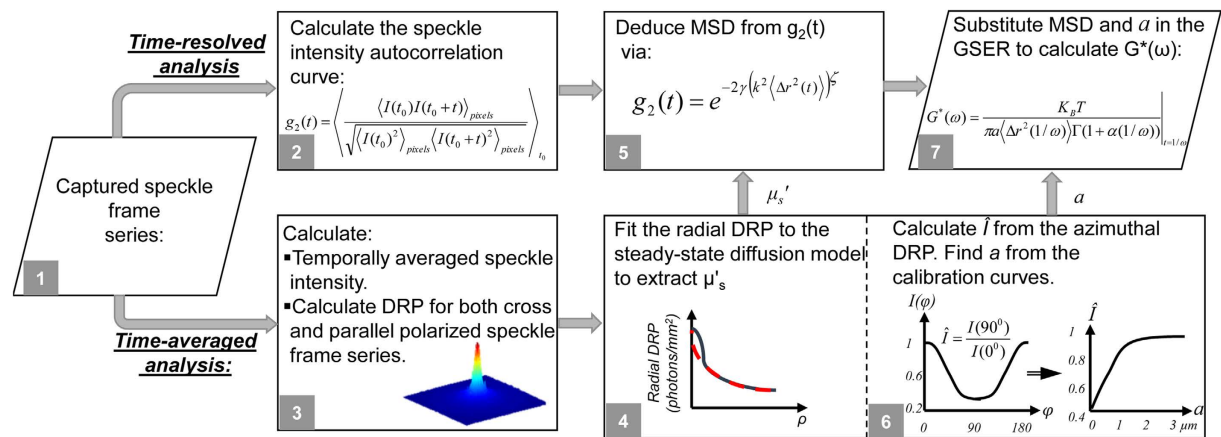 Time-resolved
analysis
Captured speckle
frame
series:
1
Time-averaged
analysis:
Calculate the speckle
intensity autocorrelation
curve:
g₂(t) = ⟨ ⟨I(t₀)I(t₀+t)⟩_pixels / √(⟨I(t₀)²⟩_pixels ⟨I(t₀+t)²⟩_pixels) ⟩_t₀
2
Calculate:
▪Temporally averaged speckle
intensity.
▪Calculate DRP for both cross
and parallel polarized speckle
frame series.
3
Deduce MSD from g₂(t)
via:
g₂(t) = e^(−2γ(k²⟨Δr²(t)⟩)^ζ)
5
μₛ′
Fit the radial DRP to the
steady-state diffusion model
to extract μ'ₛ
Radial DRP
(photons/mm²)
ρ
4
Substitute MSD and a in the
GSER to calculate G*(ω):
G*(ω) = K_B T / πa⟨Δr²(1/ω)⟩Γ(1+α(1/ω)) |_t=1/ω
7
a
Calculate Î from the azimuthal
DRP. Find a from the
calibration curves.
I(φ)
1
0.6
0.2
0 90 180
φ
Î = I(90⁰) / I(0⁰)
Î
1
0.8
0.6
0.4
0 1 2 3 μm
a
6